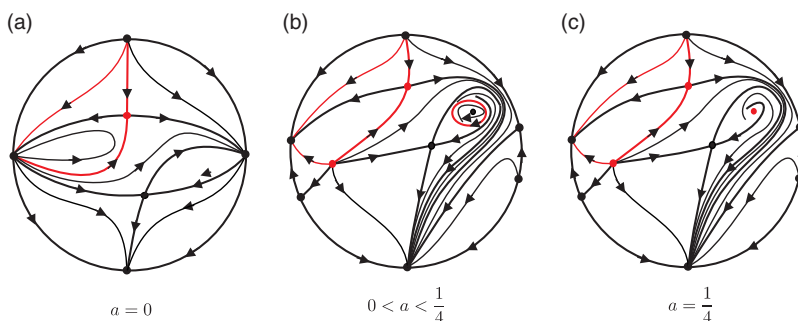 (a)
(b)
(c)
a = 0
0 < a < 1/4
a = 1/4